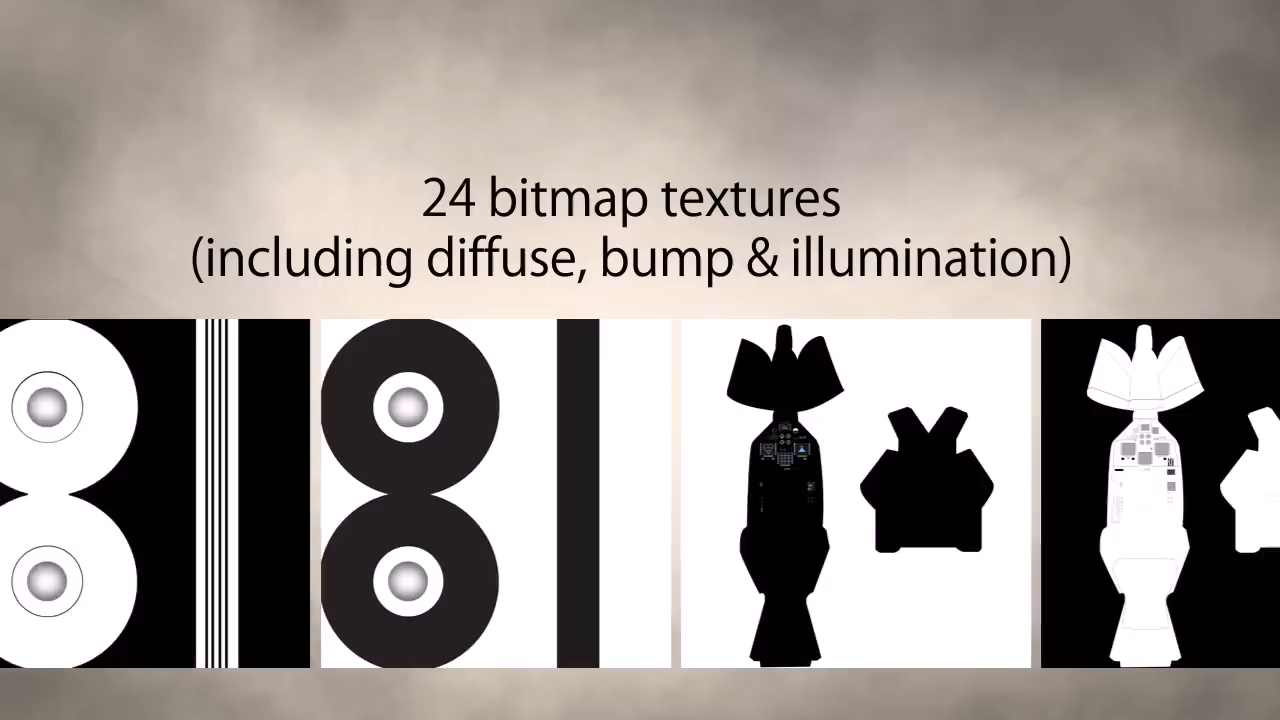 24 bitmap textures
(including diffuse, bump & illumination)